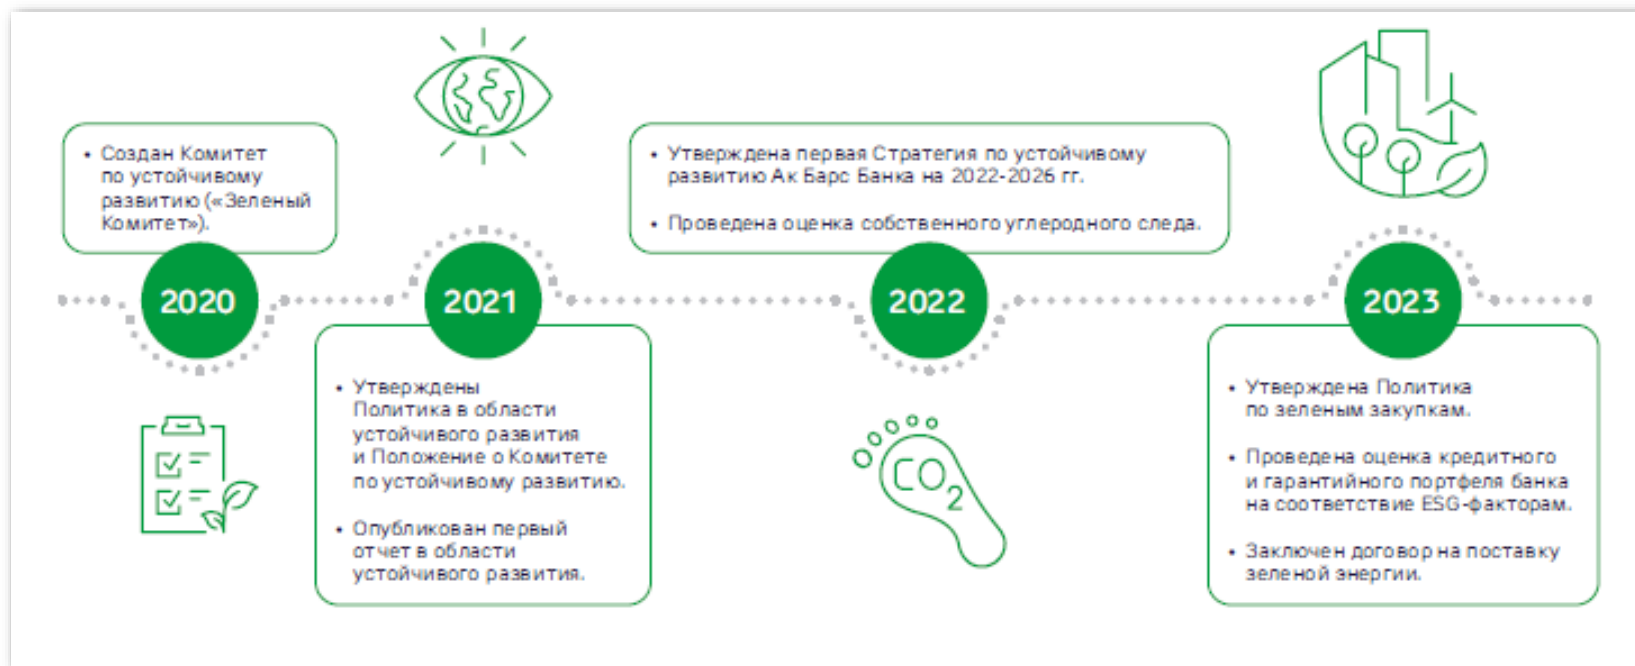 • Создан Комитет
по устойчивому
развитию («Зеленый
Комитет»).
2020
2021
• Утверждены
Политика в области
устойчивого развития
и Положение о Комитете
по устойчивому развитию.
• Опубликован первый
отчет в области
устойчивого развития.
• Утверждена первая Стратегия по устойчивому
развитию Ак Барс Банка на 2022-2026 гг.
• Проведена оценка собственного углеродного следа.
2022
CO2
2023
• Утверждена Политика
по зеленым закупкам.
• Проведена оценка кредитного
и гарантийного портфеля банка
на соответствие ESG-факторам.
• Заключен договор на поставку
зеленой энергии.